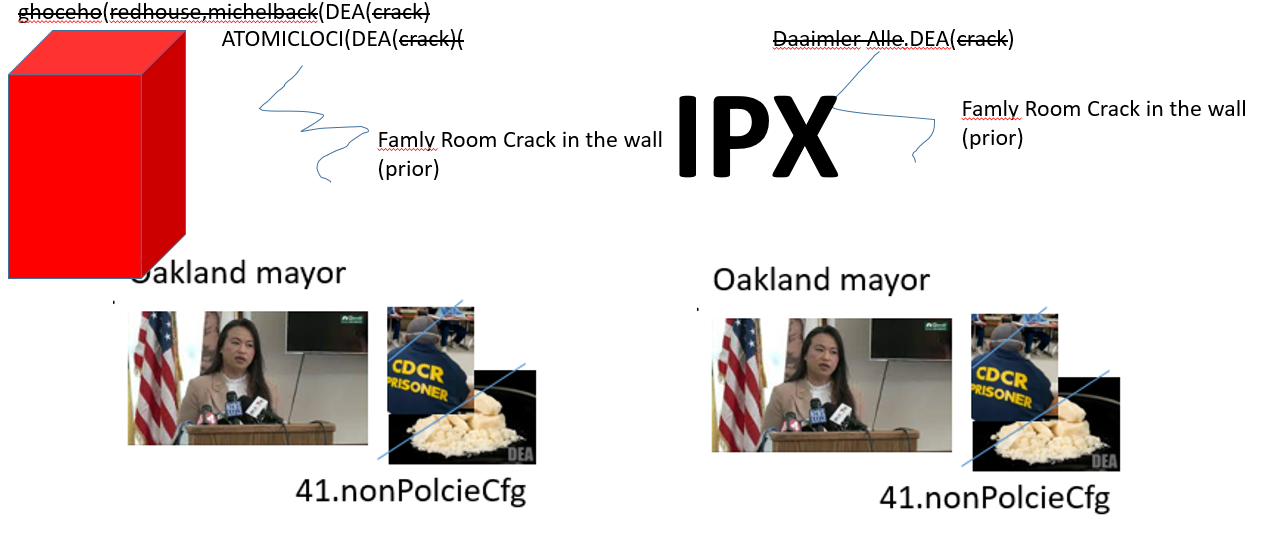 ghoceho(redhouse,michelback(DEA(crack)
ATOMICLOCI(DEA(crack)(
Famly Room Crack in the wall
(prior)
Oakland mayor
CDCR
PRISONER
DEA
41.nonPolcieCfg
Daaimler Alle.DEA(crack)
IPX
Famly Room Crack in the wall
(prior)
Oakland mayor
CDCR
PRISONER
DEA
41.nonPolcieCfg